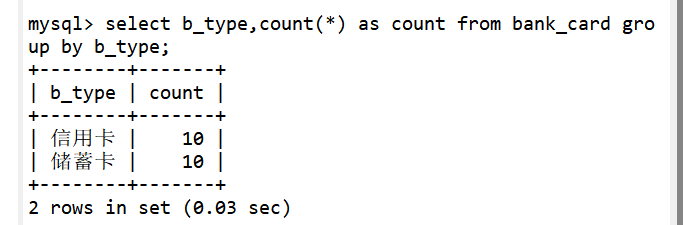 mysql> select b_type,count(*) as count from bank_card gro
up by b_type;
+--------+-------+
| b_type | count |
+--------+-------+
| 信用卡 |    10 |
| 储蓄卡 |    10 |
+--------+-------+
2 rows in set (0.03 sec)